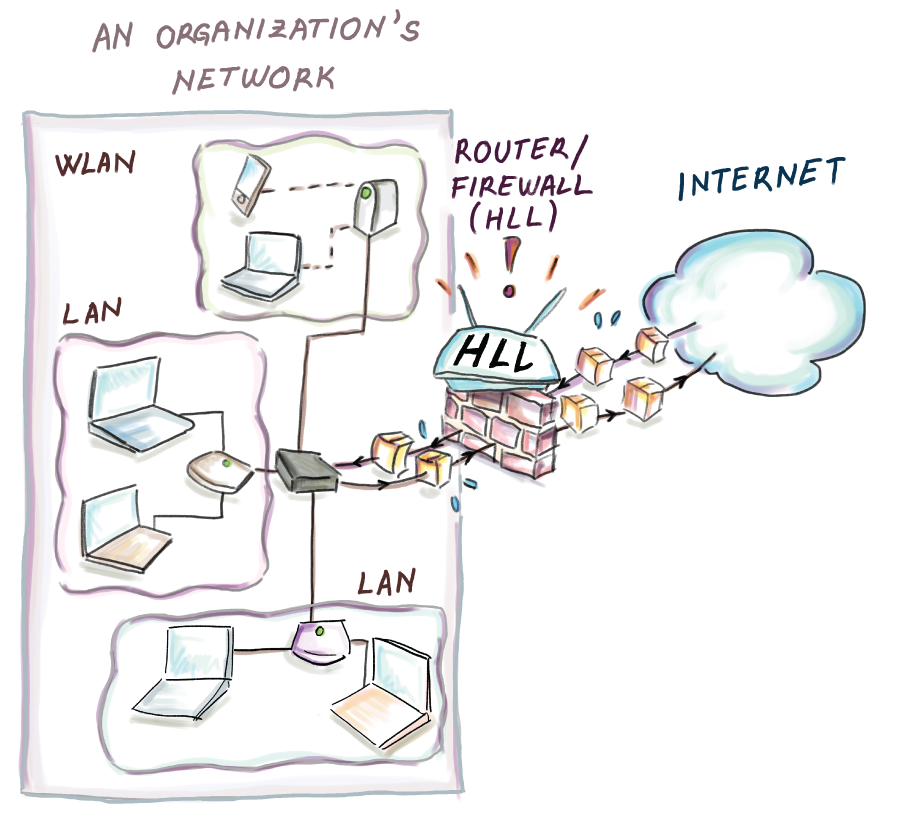 AN ORGANIZATION'S
NETWORK
WLAN
ROUTER/
FIREWALL
(HLL)
INTERNET
!
LAN
HLL
LAN